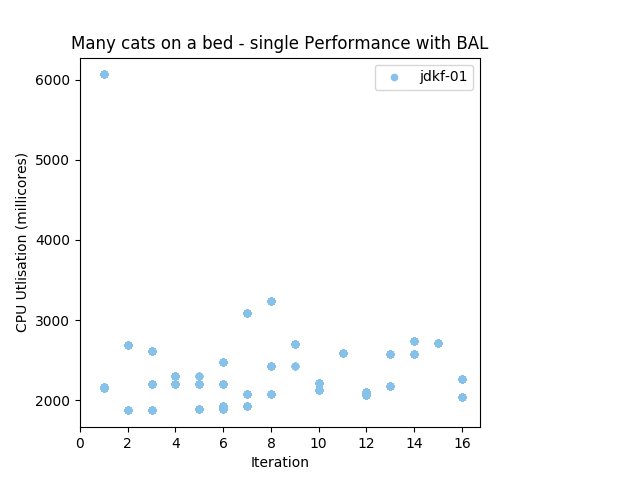 Many cats on a bed - single Performance with BAL
jdkf-01
6000
5000
4000
3000
2000
CPU Utlisation (millicores)
0 2 4 6 8 10 12 14 16
Iteration